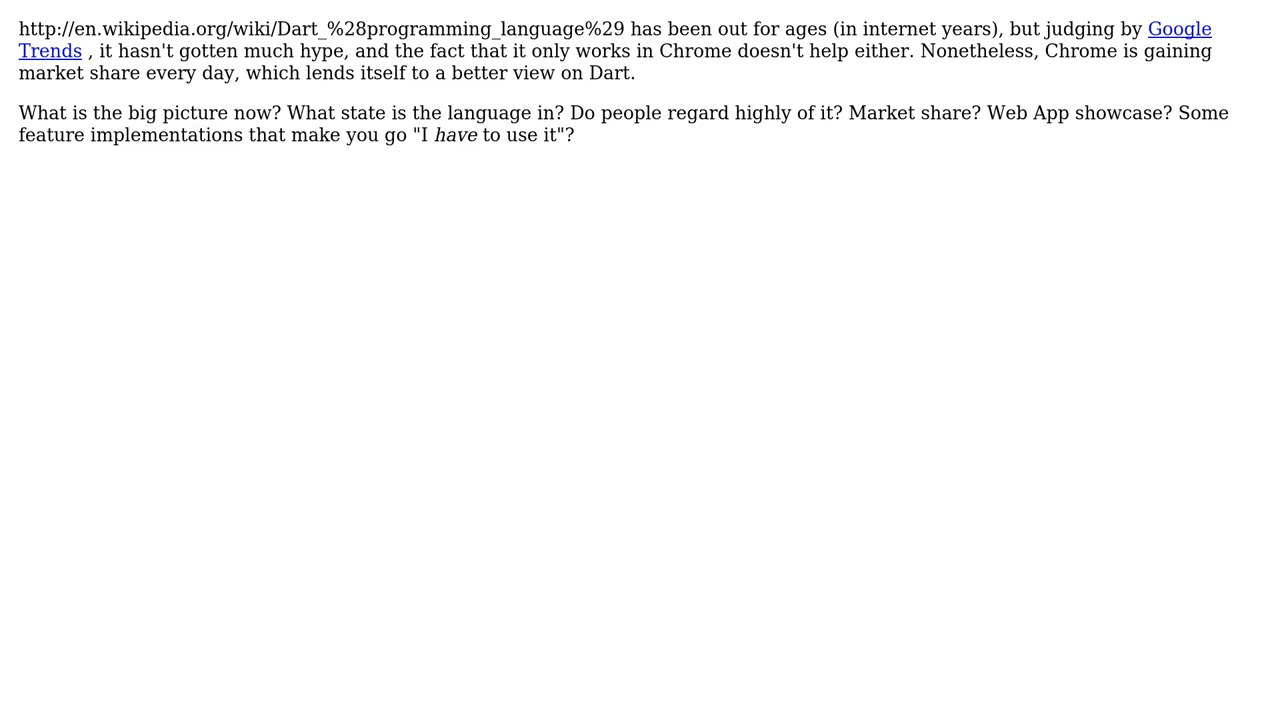 http://en.wikipedia.org/wiki/Dart_%28programming_language%29 has been out for ages (in internet years), but judging by Google
Trends , it hasn't gotten much hype, and the fact that it only works in Chrome doesn't help either. Nonetheless, Chrome is gaining
market share every day, which lends itself to a better view on Dart.
What is the big picture now? What state is the language in? Do people regard highly of it? Market share? Web App showcase? Some
feature implementations that make you go "I have to use it"?